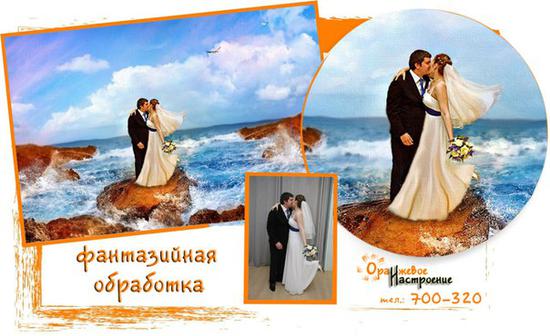 фантазийная
обработка
Оранжевое
Настроение
тел.: 700-320